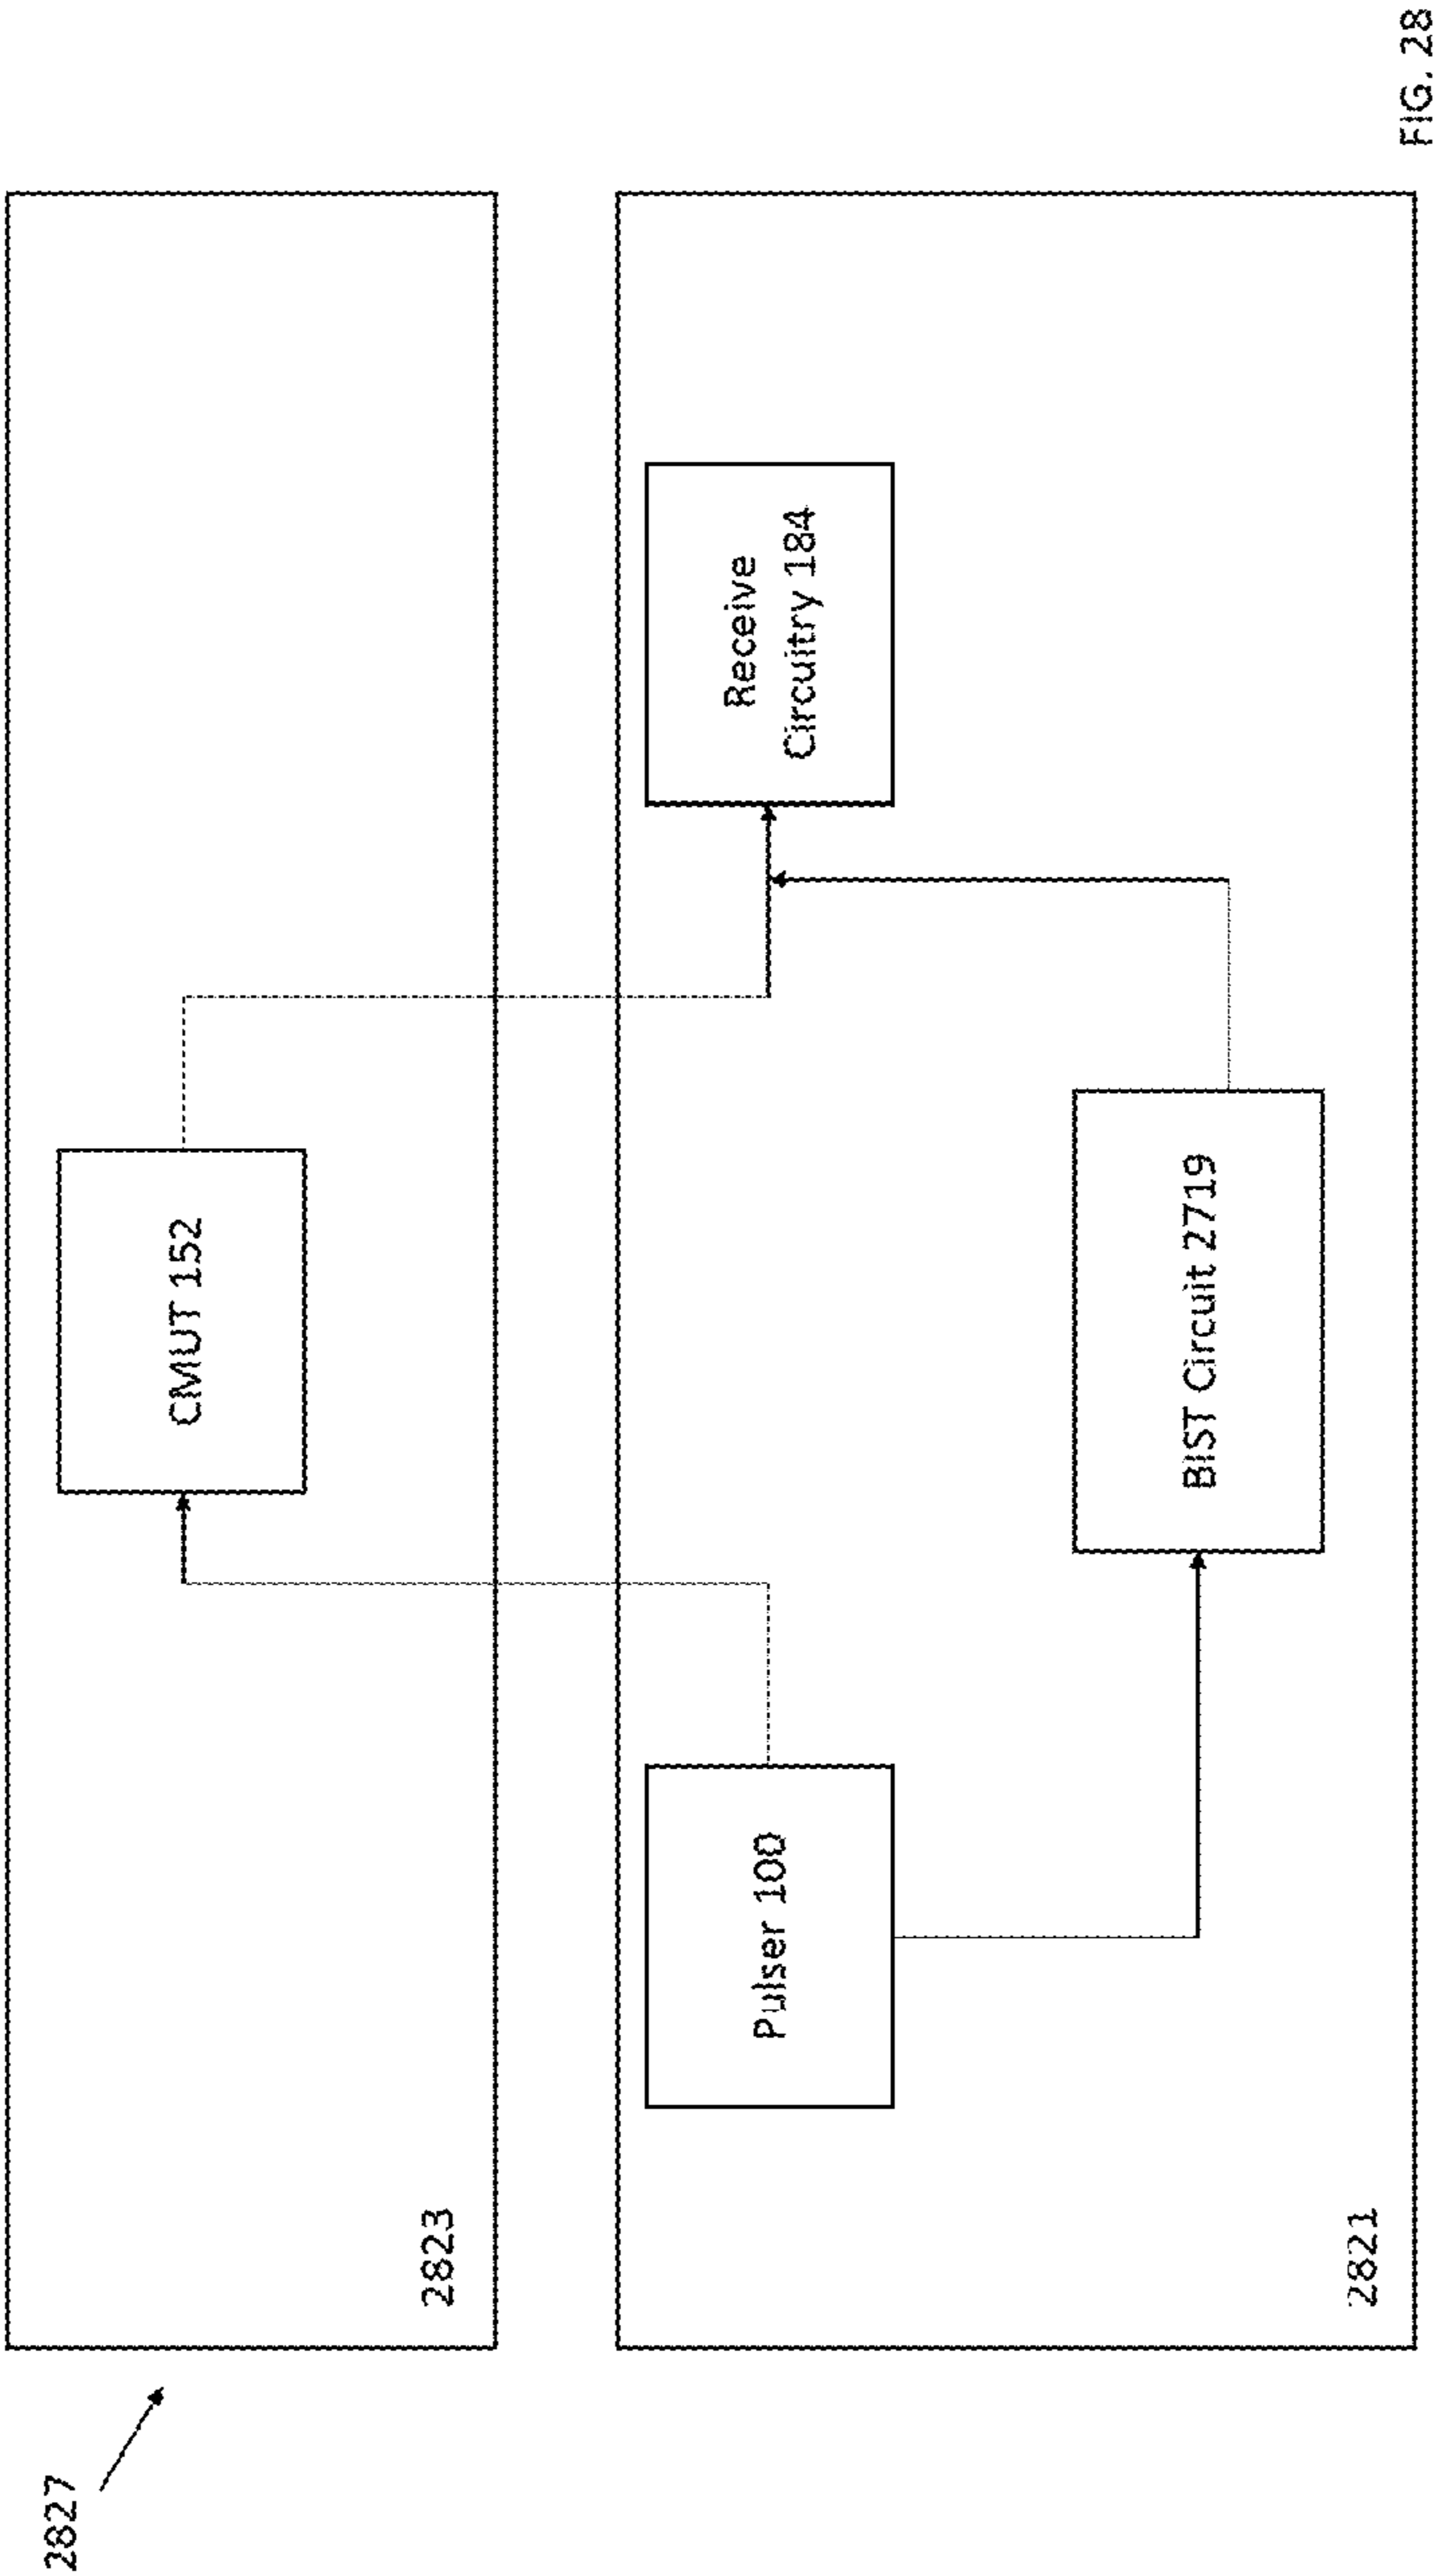 2827
2823
CMUT 152
2821
Pulser 100
Receive
Circuitry 184
BIST Circuit 2719
FIG. 28